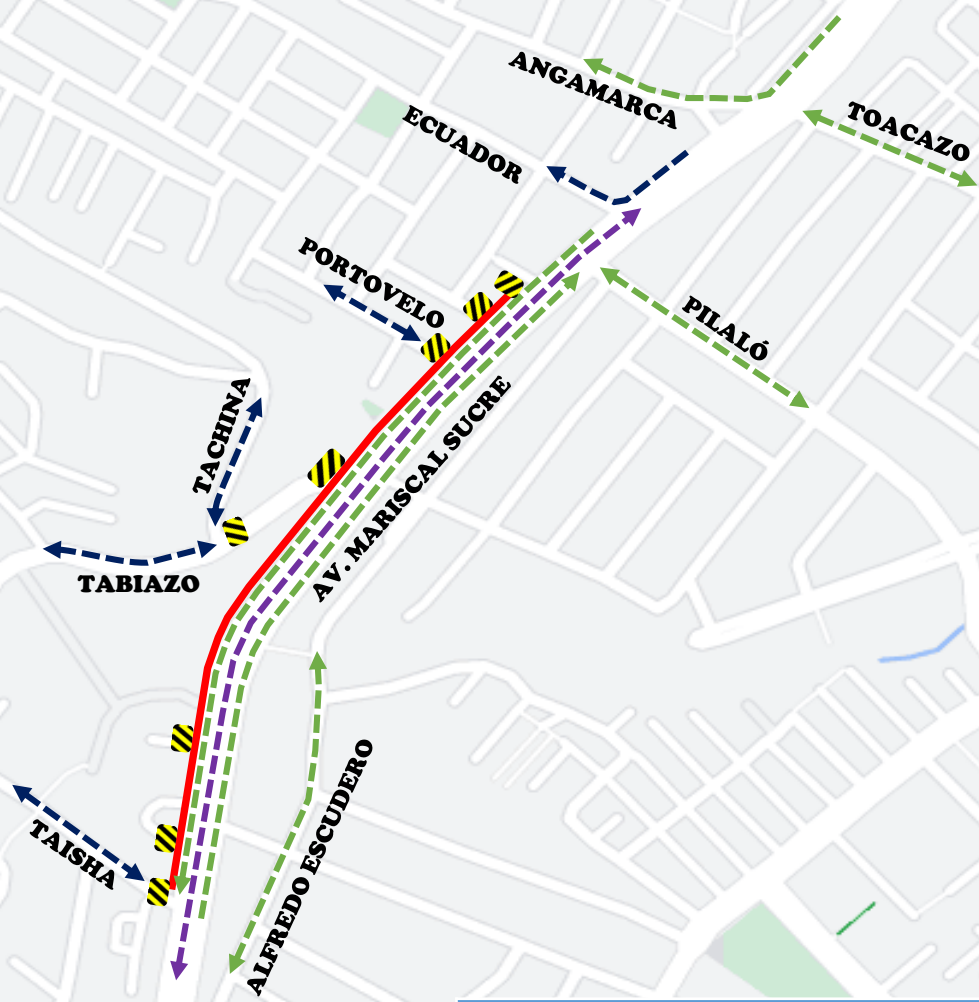 ANGAMARCA
TOACAZO
ECUADOR
PORTOVELO
PILALÓ
TACHINA
AV. MARISCAL SUCRE
TABIAZO
ALFREDO ESCUDERO
TAISHA